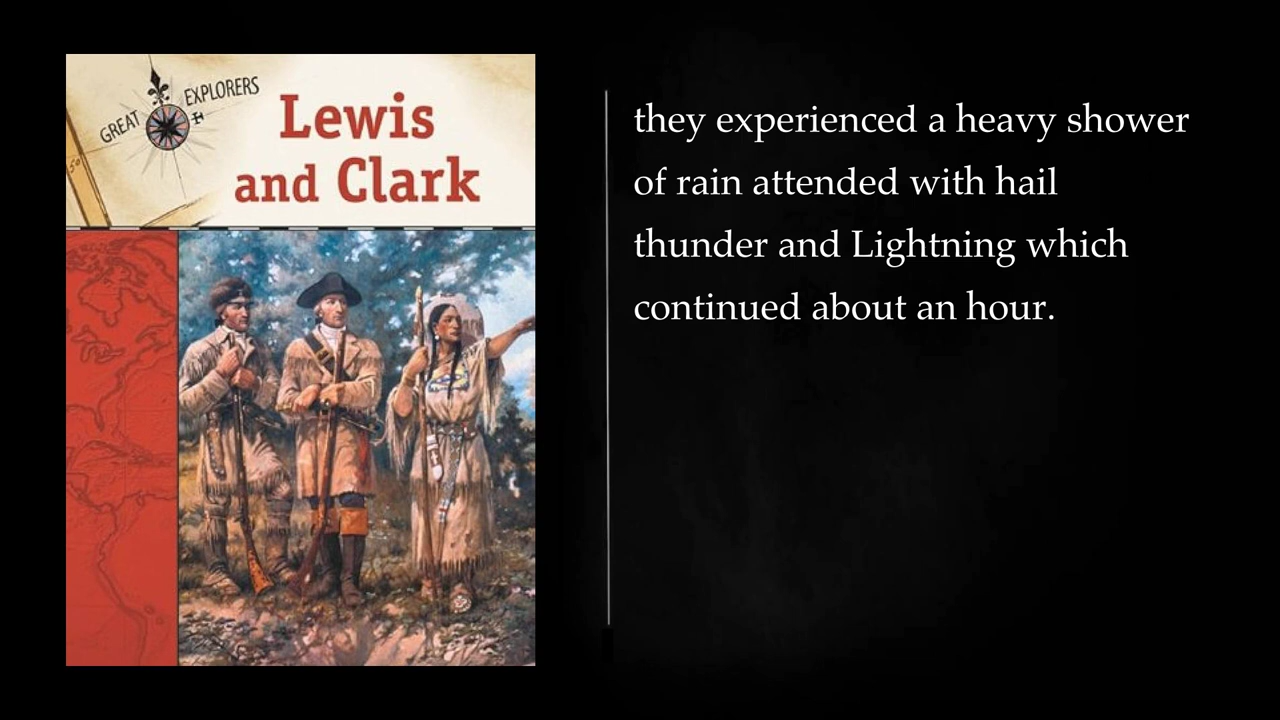 GREAT EXPLORERS
Lewis
and Clark
they experienced a heavy shower
of rain attended with hail
thunder and Lightning which
continued about an hour.